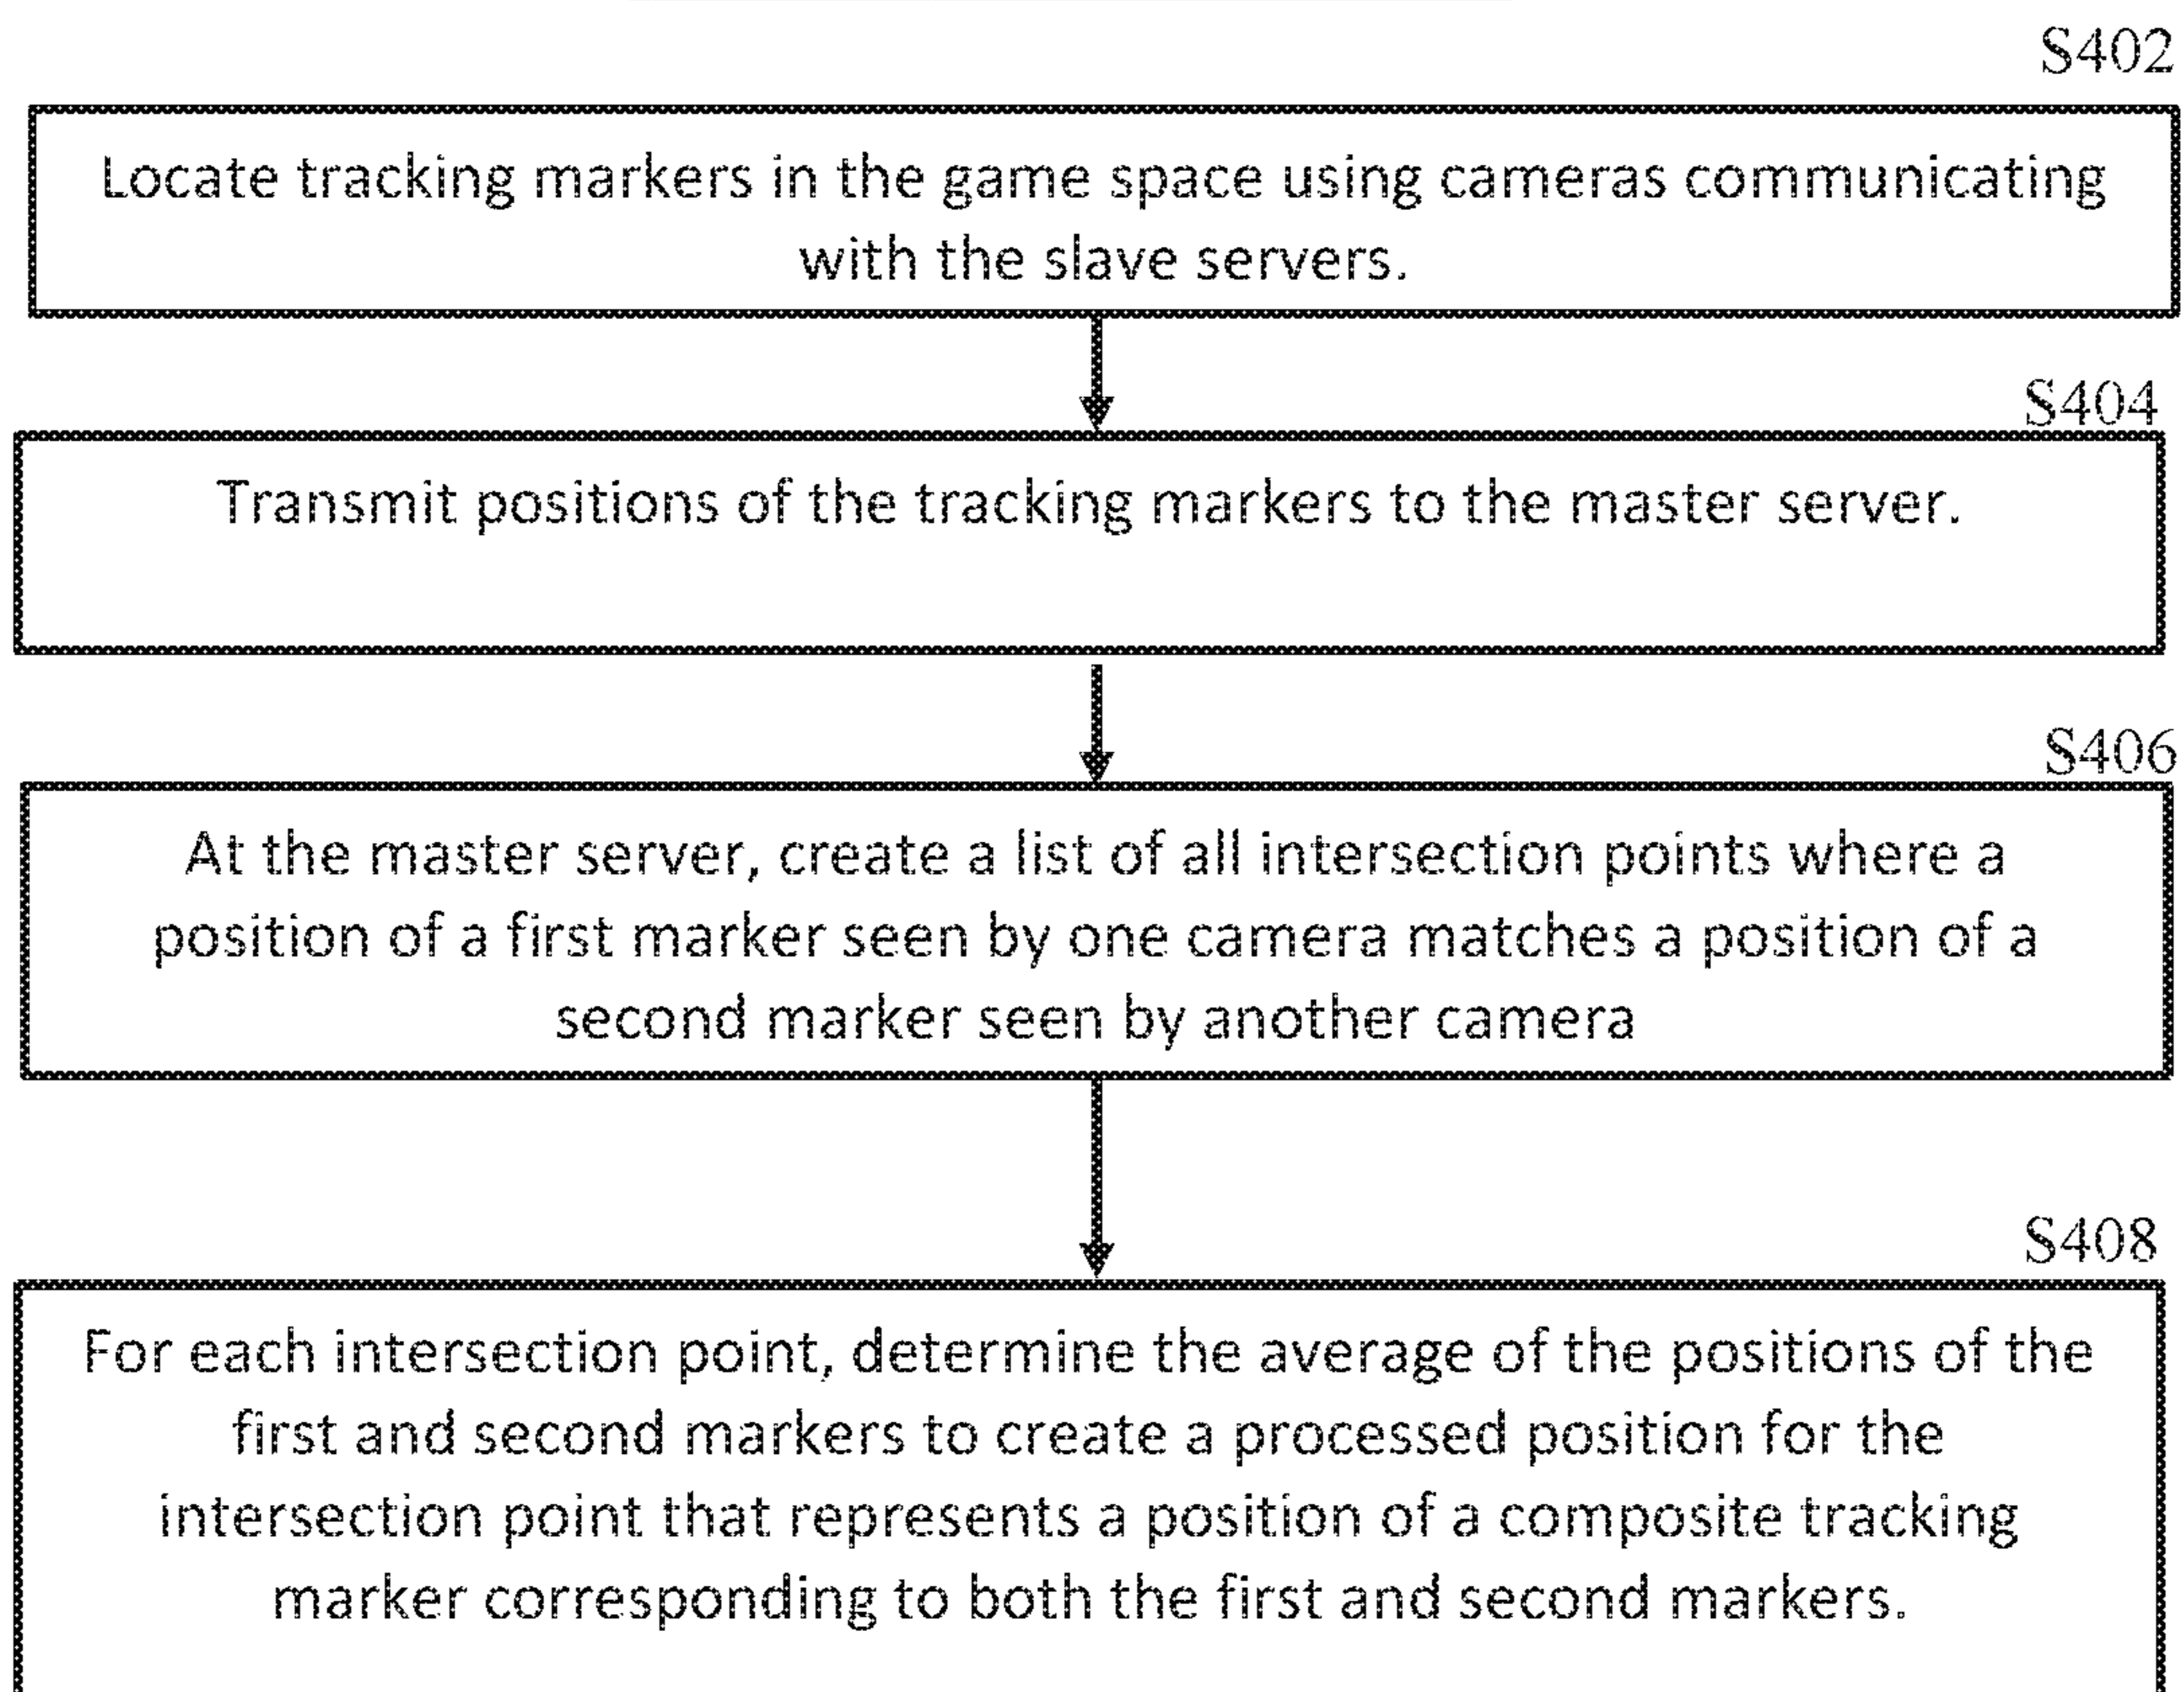 S402
Locate tracking markers in the game space using cameras communicating
with the slave servers.
S404
Transmit positions of the tracking markers to the master server.
S406
At the master server, create a list of all intersection points where a
position of a first marker seen by one camera matches a position of a
second marker seen by another camera
S408
For each intersection point, determine the average of the positions of the
first and second markers to create a processed position for the
intersection point that represents a position of a composite tracking
marker corresponding to both the first and second markers.